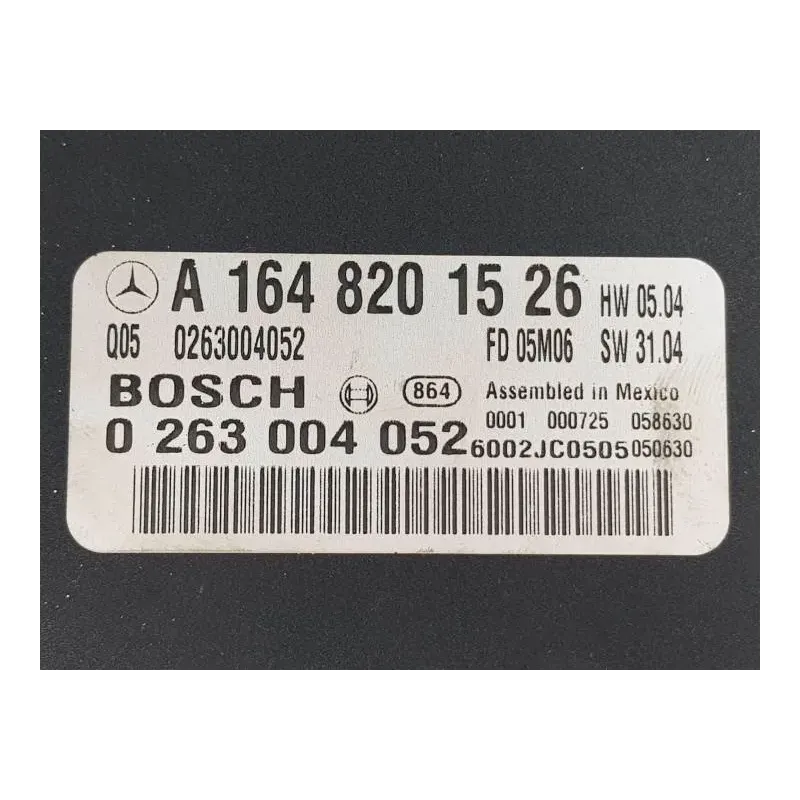 A 164 820 15 26 HW 05.04
Q05 0263004052 FD 05M06 SW 31.04
BOSCH 864 Assembled in Mexico
0001 000725 058630
0 263 004 052 6002JC0505 050630